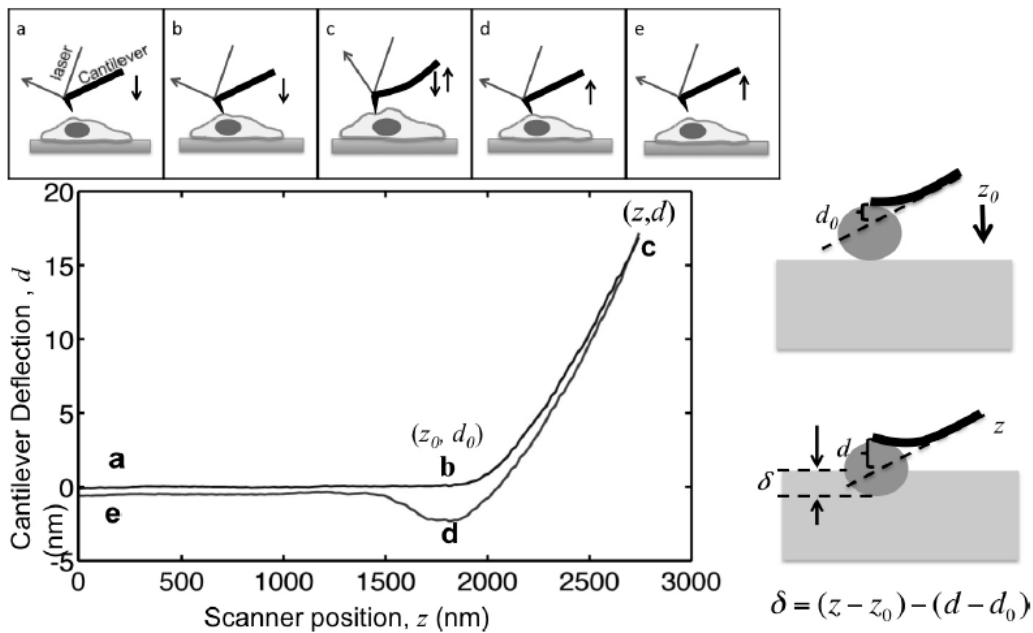 a
b
c
d
e
laser
Cantilever
Cantilever Deflection , d
(nm)
20
15
10
5
0
-5
(z,d)
c
(z₀, d₀)
a
b
e
d
0
500
1000
1500
2000
2500
3000
Scanner position, z (nm)
d₀
z₀
d
z
δ
δ = (z − z₀) − (d − d₀)